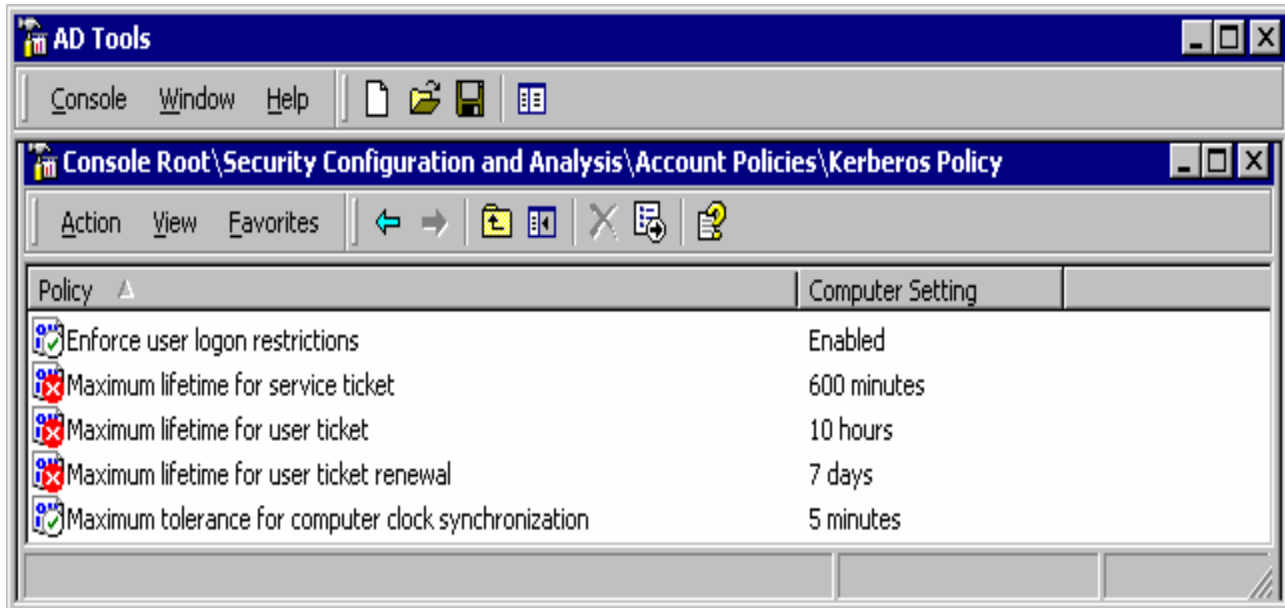 AD Tools
Console Window Help
Console Root\Security Configuration and Analysis\Account Policies\Kerberos Policy
Action View Favorites
Policy Computer Setting
Enforce user logon restrictions Enabled
Maximum lifetime for service ticket 600 minutes
Maximum lifetime for user ticket 10 hours
Maximum lifetime for user ticket renewal 7 days
Maximum tolerance for computer clock synchronization 5 minutes